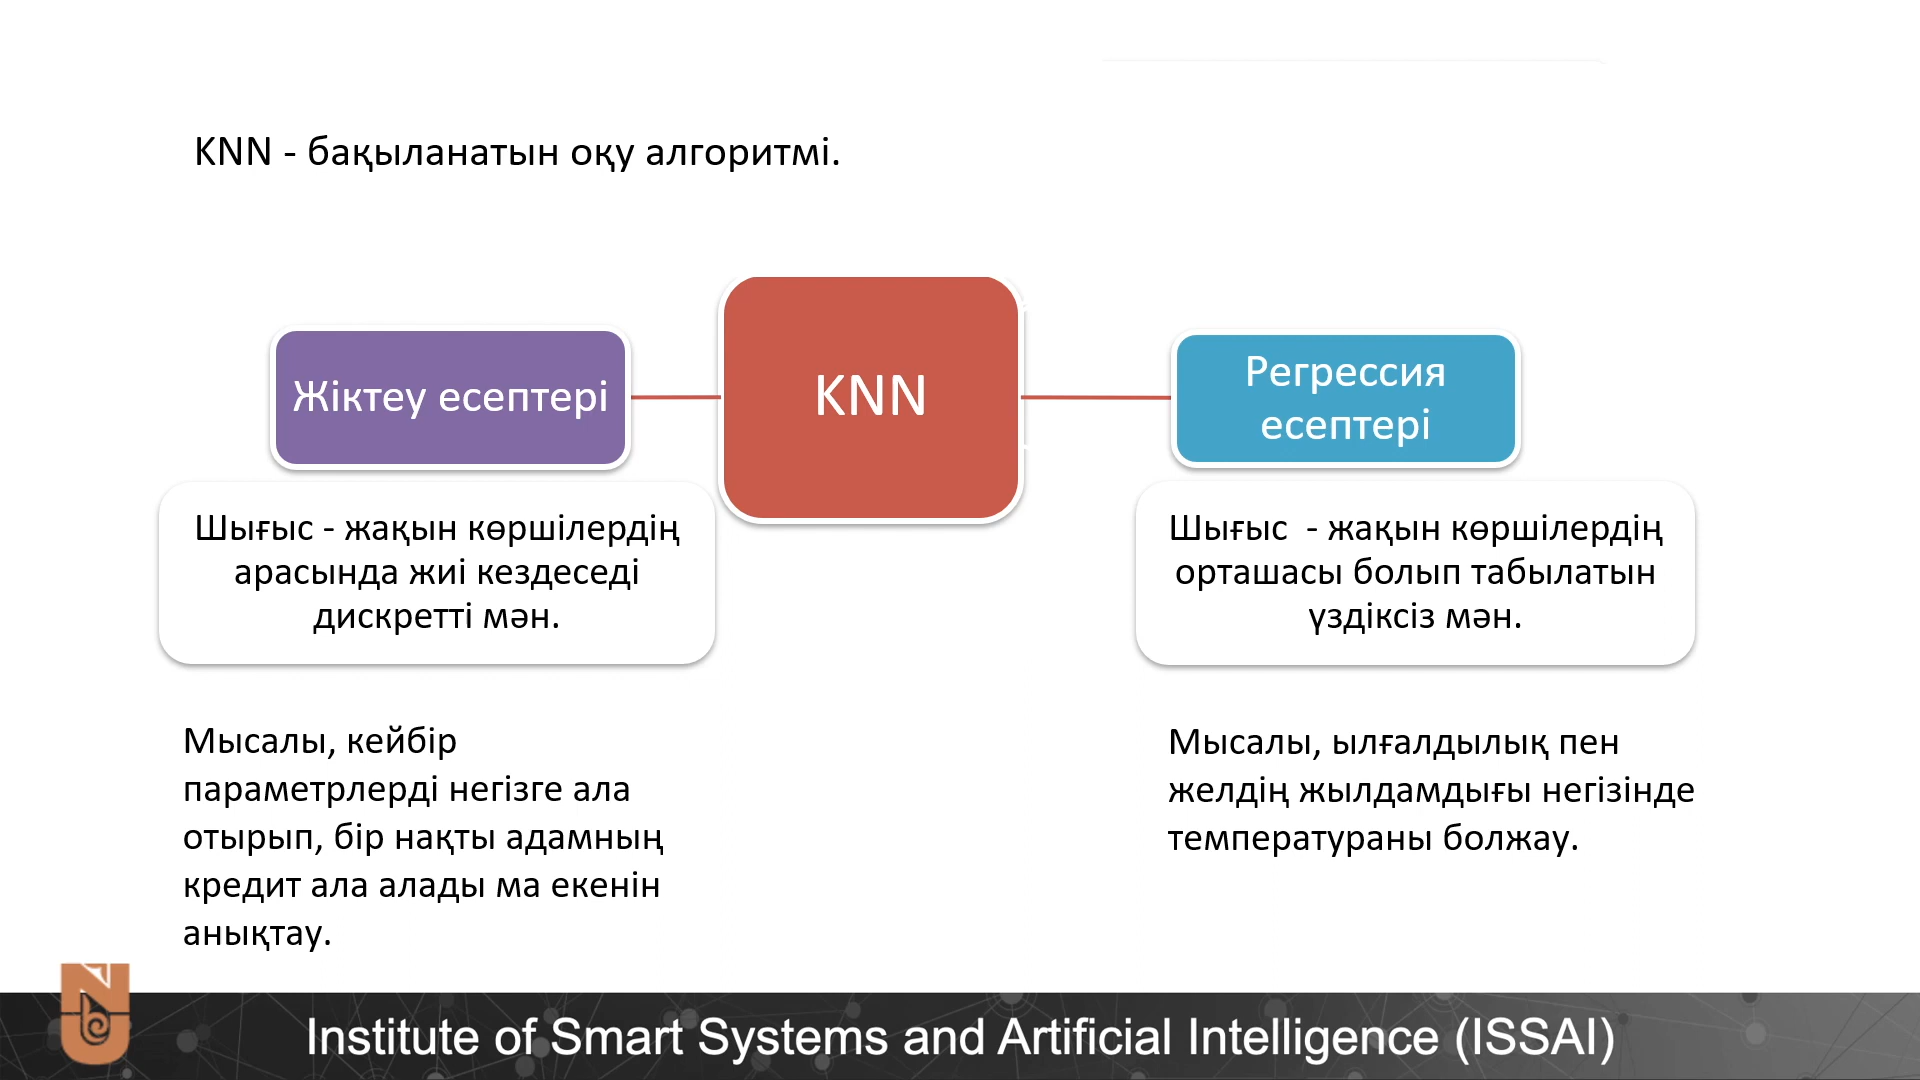 KNN - бақыланатын оқу алгоритмі.
Жіктеу есептері
KNN
Регрессия
есептері
Шығыс - жақын көршілердің
арасында жиі кездеседі
дискретті мән.
Шығыс  - жақын көршілердің
орташасы болып табылатын
үздіксіз мән.
Мысалы, кейбір
параметрлерді негізге ала
отырып, бір нақты адамның
кредит ала алады ма екенін
анықтау.
Мысалы, ылғалдылық пен
желдің жылдамдығы негізінде
температураны болжау.
Institute of Smart Systems and Artificial Intelligence (ISSAI)